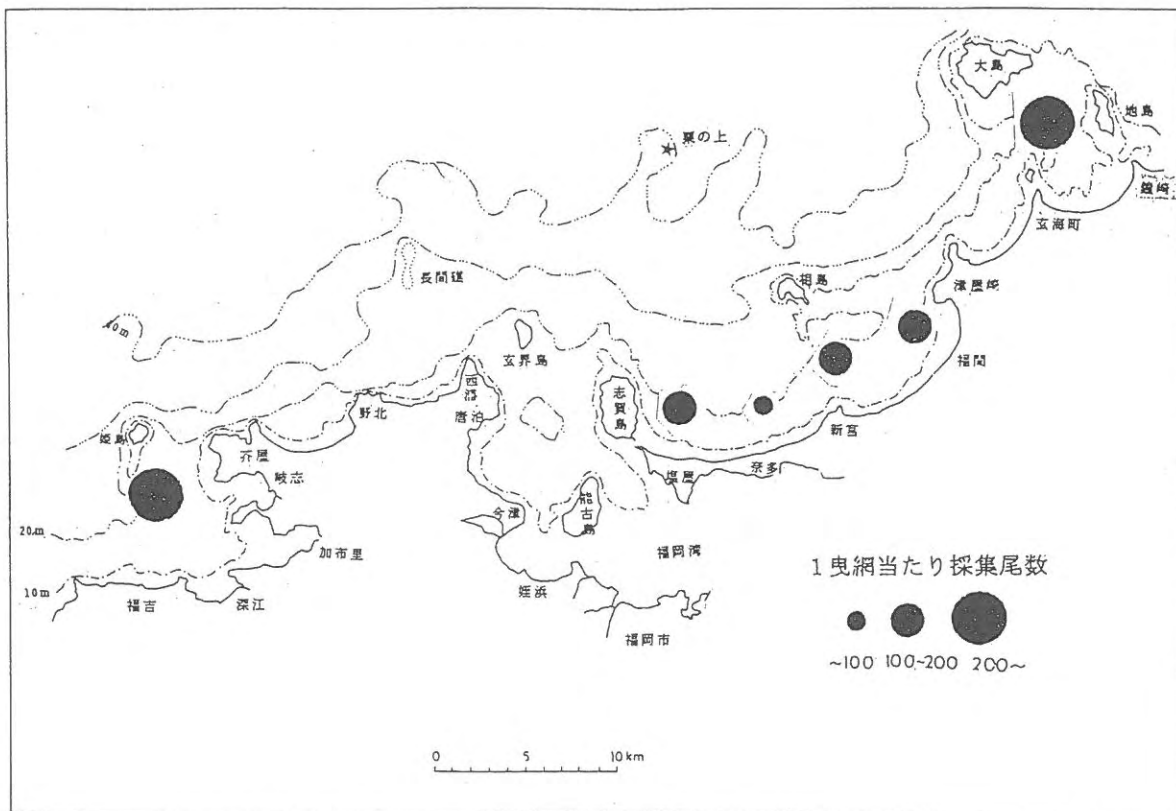 大島
地島
鐘崎
玄海町
津屋崎
福間
新宮
相島
奈多
塩屋
志賀島
玄界島
西浦
唐泊
野北
芥屋
岐志
姫島
加布里
深江
福吉
今津
能古島
姪浜
福岡湾
福岡市
栗の上
40m
20m
10m
1曳網当たり採集尾数
~100 100~200 200~
0 5 10km